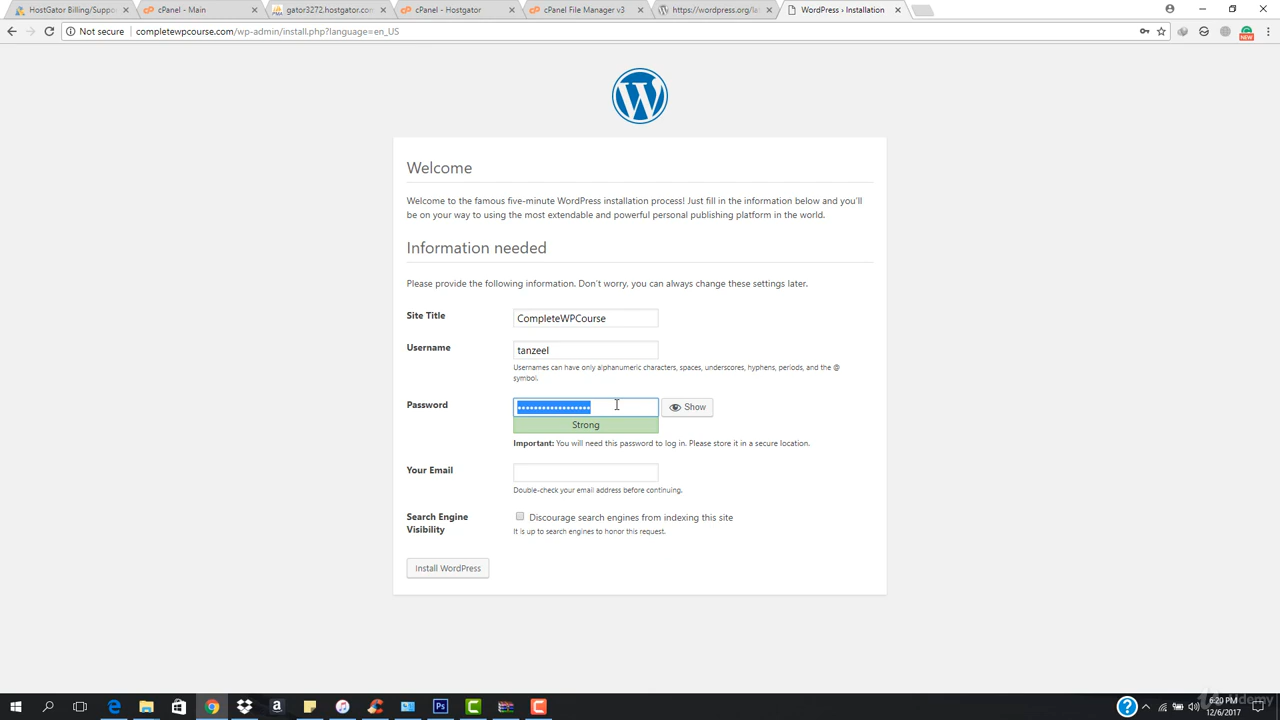 HostGator Billing/Suppo
cPanel - Main
gator3272.hostgator.com
cPanel - Hostgator
cPanel File Manager v3
https://wordpress.org/la
WordPress › Installation
Not secure
completewpcourse.com/wp-admin/install.php?language=en_US
NEW
Welcome
Welcome to the famous five-minute WordPress installation process! Just fill in the information below and you'll
be on your way to using the most extendable and powerful personal publishing platform in the world.
Information needed
Please provide the following information. Don't worry, you can always change these settings later.
Site Title
CompleteWPCourse
Username
tanzeel
Usernames can have only alphanumeric characters, spaces, underscores, hyphens, periods, and the @
symbol.
Password
Show
Strong
Important: You will need this password to log in. Please store it in a secure location.
Your Email
Double-check your email address before continuing.
Search Engine
Visibility
Discourage search engines from indexing this site
It is up to search engines to honor this request.
Install WordPress
6:20 PM
12/6/2017
Udemy